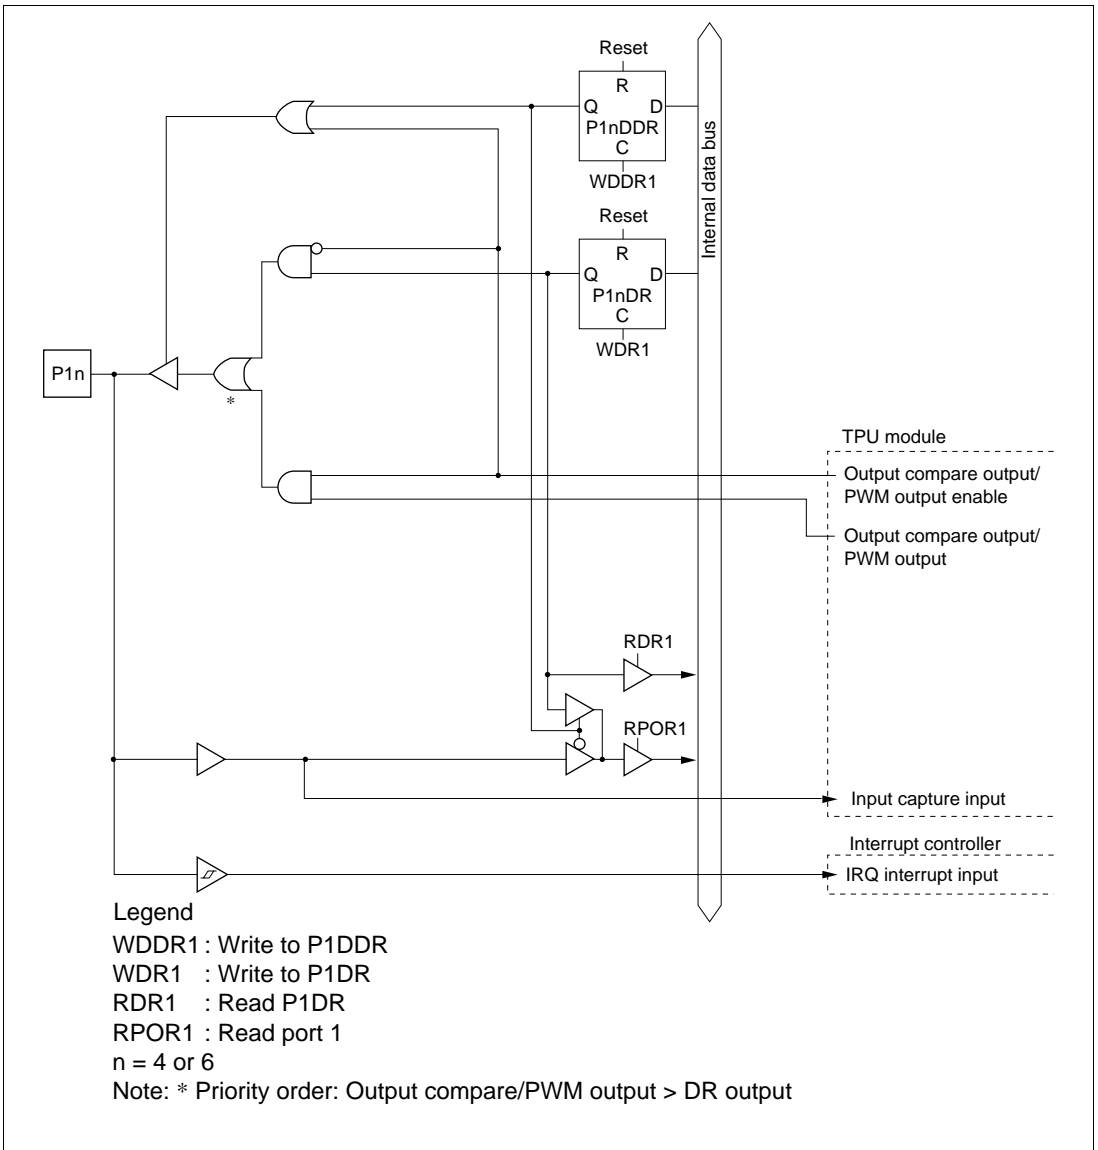 Reset
R
Q D
P1nDDR
C
WDDR1
Internal data bus
Reset
R
Q D
P1nDR
C
WDR1
P1n
*
TPU module
Output compare output/
PWM output enable
Output compare output/
PWM output
RDR1
RPOR1
Input capture input
Interrupt controller
IRQ interrupt input
Legend
WDDR1 : Write to P1DDR
WDR1 : Write to P1DR
RDR1 : Read P1DR
RPOR1 : Read port 1
n = 4 or 6
Note: * Priority order: Output compare/PWM output > DR output